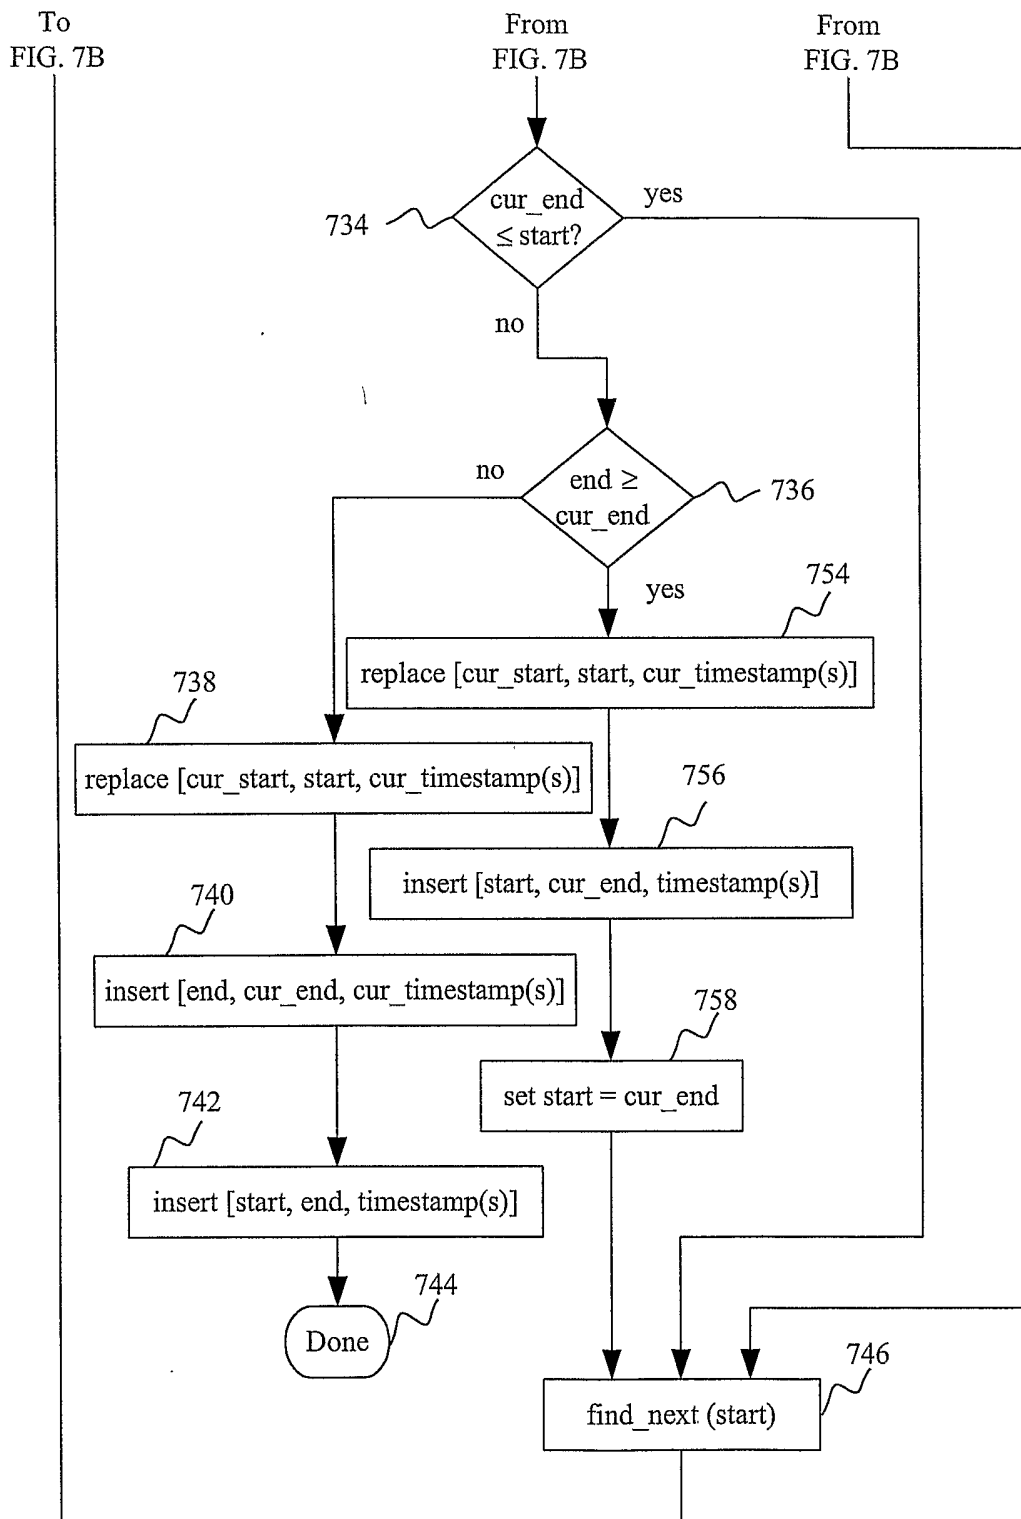 To
FIG. 7B
From
FIG. 7B
From
FIG. 7B
cur_end
≤ start?
yes
734
no
no
end ≥
cur_end
736
yes
754
replace [cur_start, start, cur_timestamp(s)]
738
replace [cur_start, start, cur_timestamp(s)]
756
insert [start, cur_end, timestamp(s)]
740
insert [end, cur_end, cur_timestamp(s)]
758
set start = cur_end
742
insert [start, end, timestamp(s)]
744
Done
746
find_next (start)